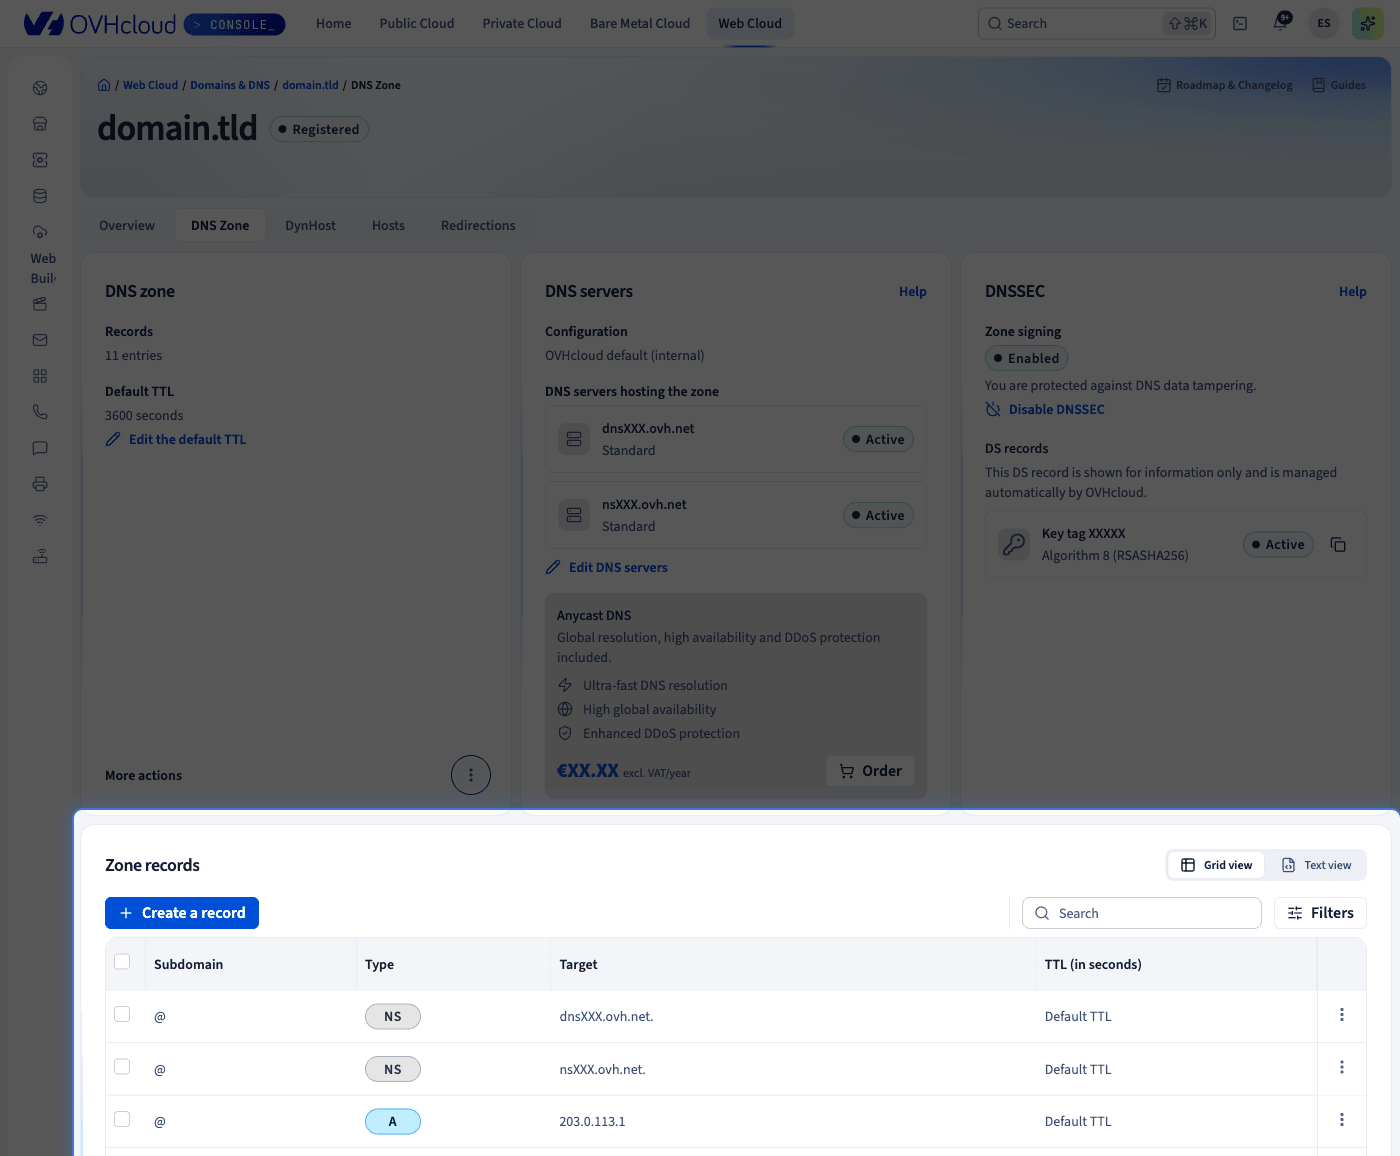 OVHcloud > CONSOLE_ Home Public Cloud Private Cloud Bare Metal Cloud Web Cloud Search ⇧⌘K 9+ ES
/ Web Cloud / Domains & DNS / domain.tld / DNS Zone Roadmap & Changelog Guides
domain.tld Registered
Overview DNS Zone DynHost Hosts Redirections
Web
Buil
DNS zone
Records
11 entries
Default TTL
3600 seconds
Edit the default TTL
More actions
DNS servers Help
Configuration
OVHcloud default (internal)
DNS servers hosting the zone
dnsXXX.ovh.net
Standard
Active
nsXXX.ovh.net
Standard
Active
Edit DNS servers
Anycast DNS
Global resolution, high availability and DDoS protection
included.
Ultra-fast DNS resolution
High global availability
Enhanced DDoS protection
€XX.XX excl. VAT/year Order
DNSSEC Help
Zone signing
Enabled
You are protected against DNS data tampering.
Disable DNSSEC
DS records
This DS record is shown for information only and is managed
automatically by OVHcloud.
Key tag XXXXX
Algorithm 8 (RSASHA256)
Active
Zone records Grid view Text view
+ Create a record Search Filters
Subdomain Type Target TTL (in seconds)
@ NS dnsXXX.ovh.net. Default TTL
@ NS nsXXX.ovh.net. Default TTL
@ A 203.0.113.1 Default TTL